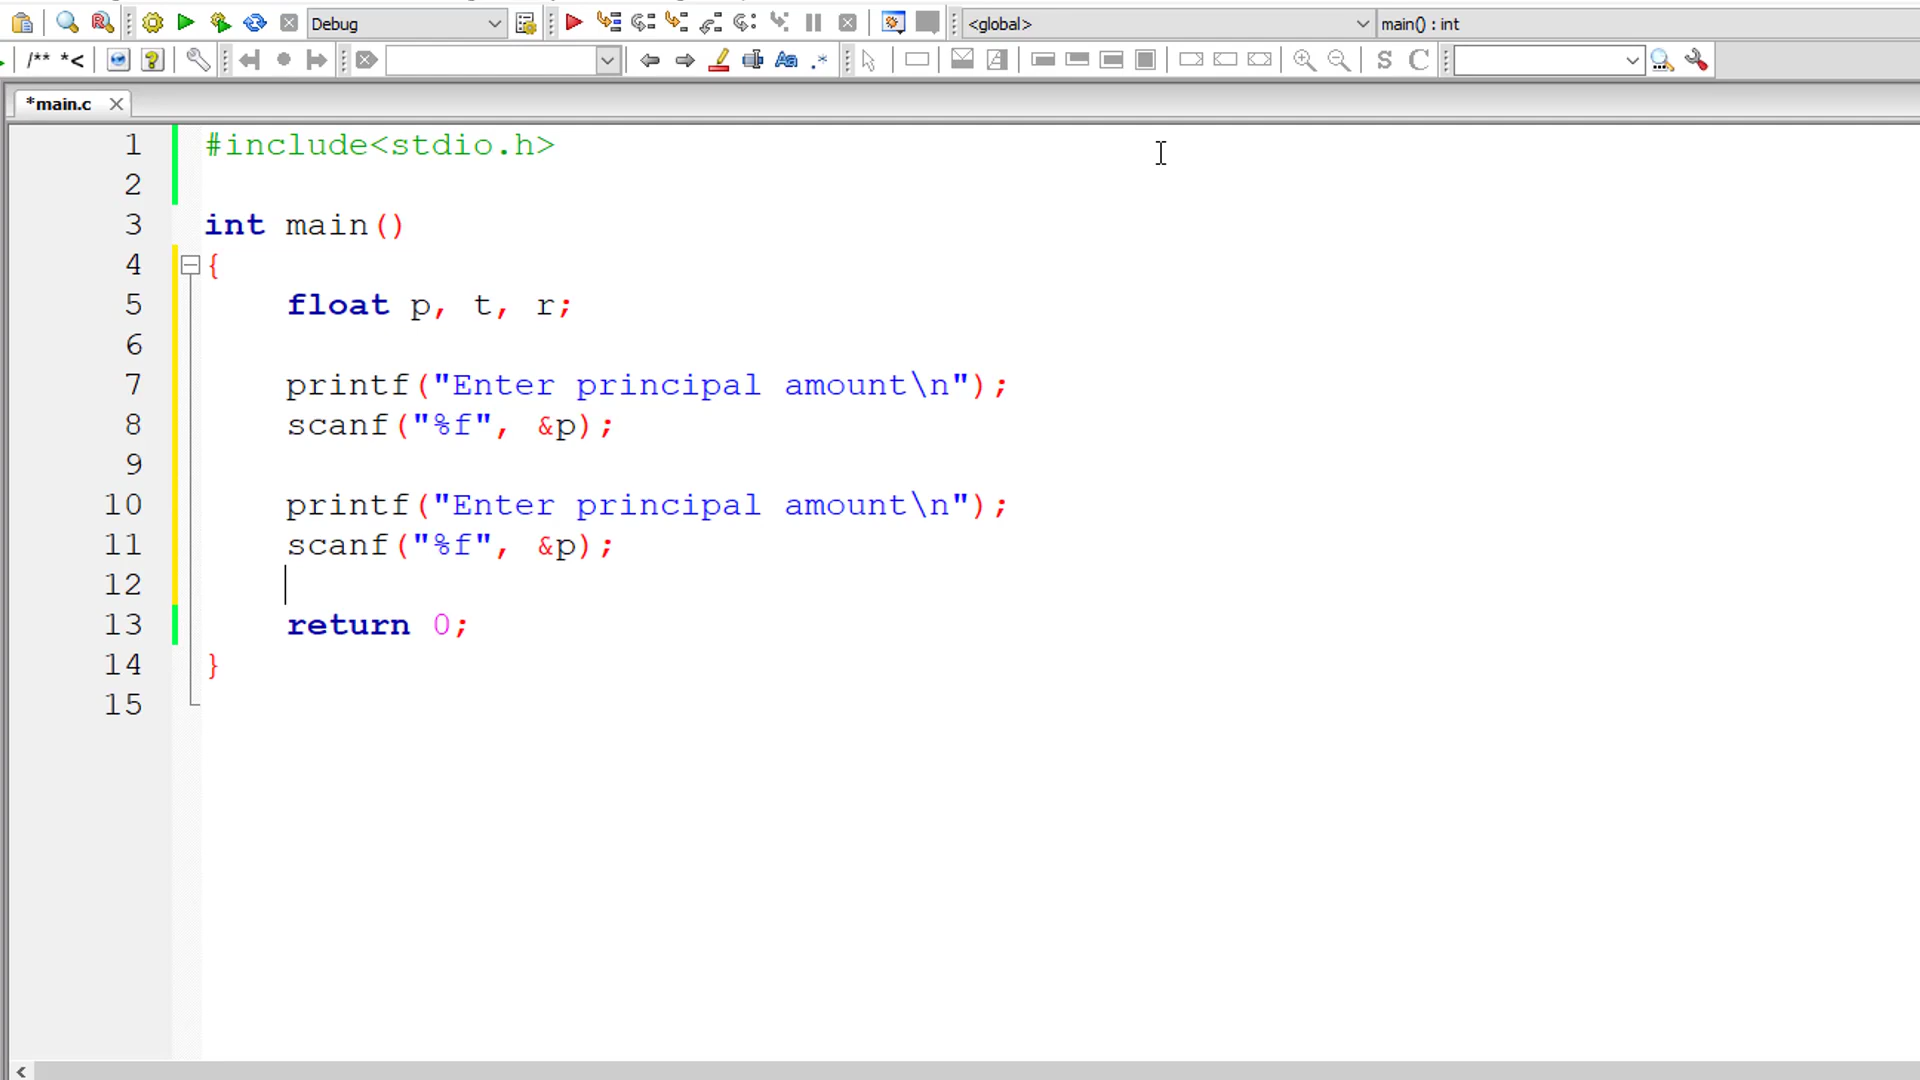 Debug
<global>
main() : int
/** *<
Aa
.*
S
C
*main.c
1 #include<stdio.h>
2
3 int main()
4 {
5 float p, t, r;
6
7 printf("Enter principal amount\n");
8 scanf("%f", &p);
9
10 printf("Enter principal amount\n");
11 scanf("%f", &p);
12
13 return 0;
14 }
15